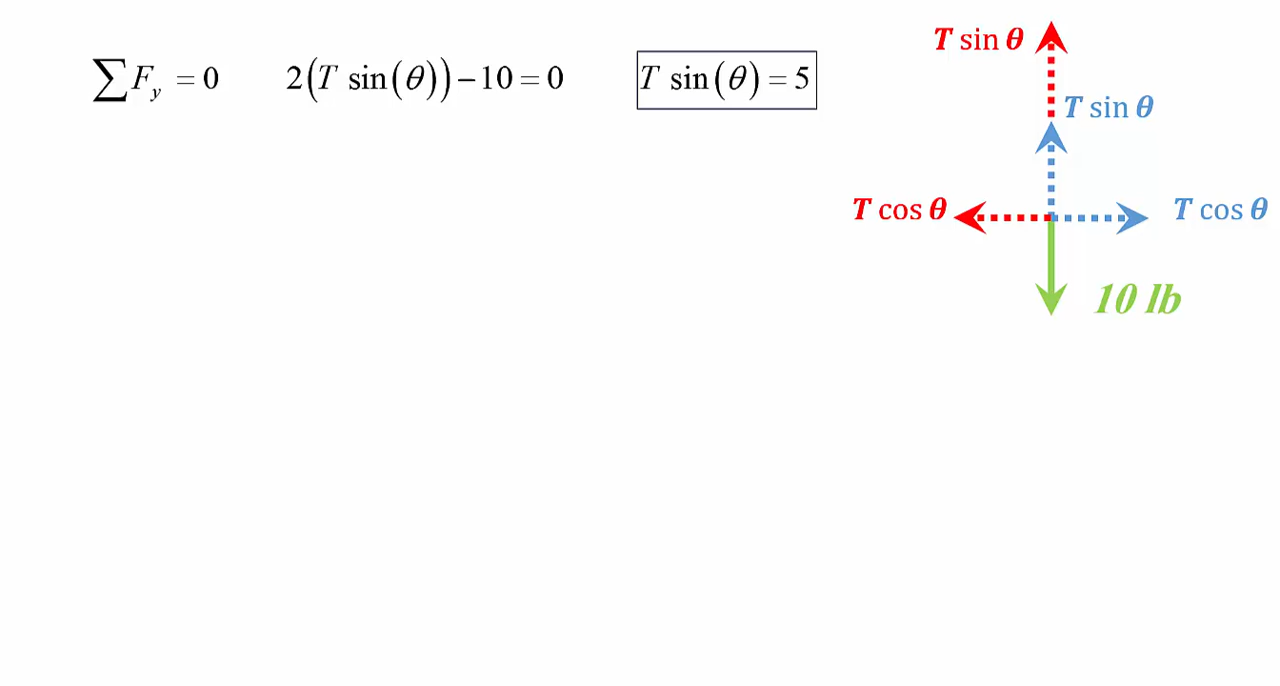 ∑F_y = 0    2(T sin(θ)) − 10 = 0    T sin(θ) = 5
T sin θ
T sin θ
T cos θ    T cos θ
10 lb